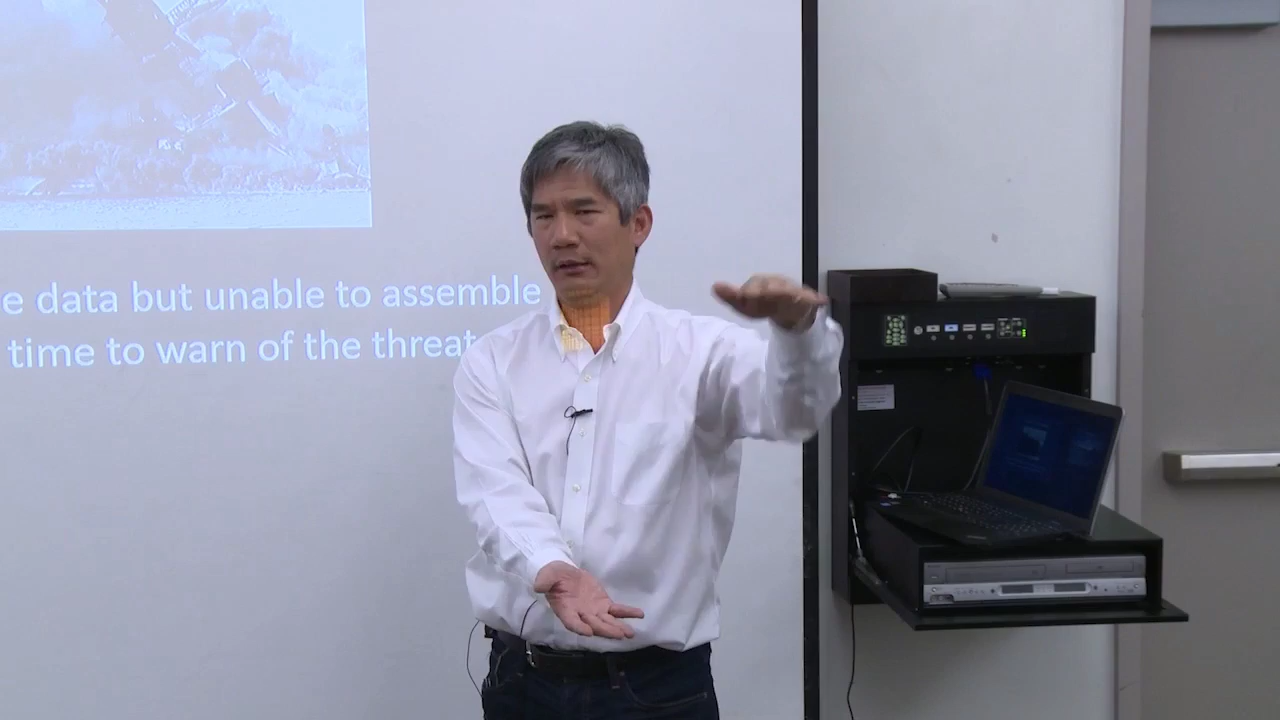 e data but unable to assemble
time to warn of the threat